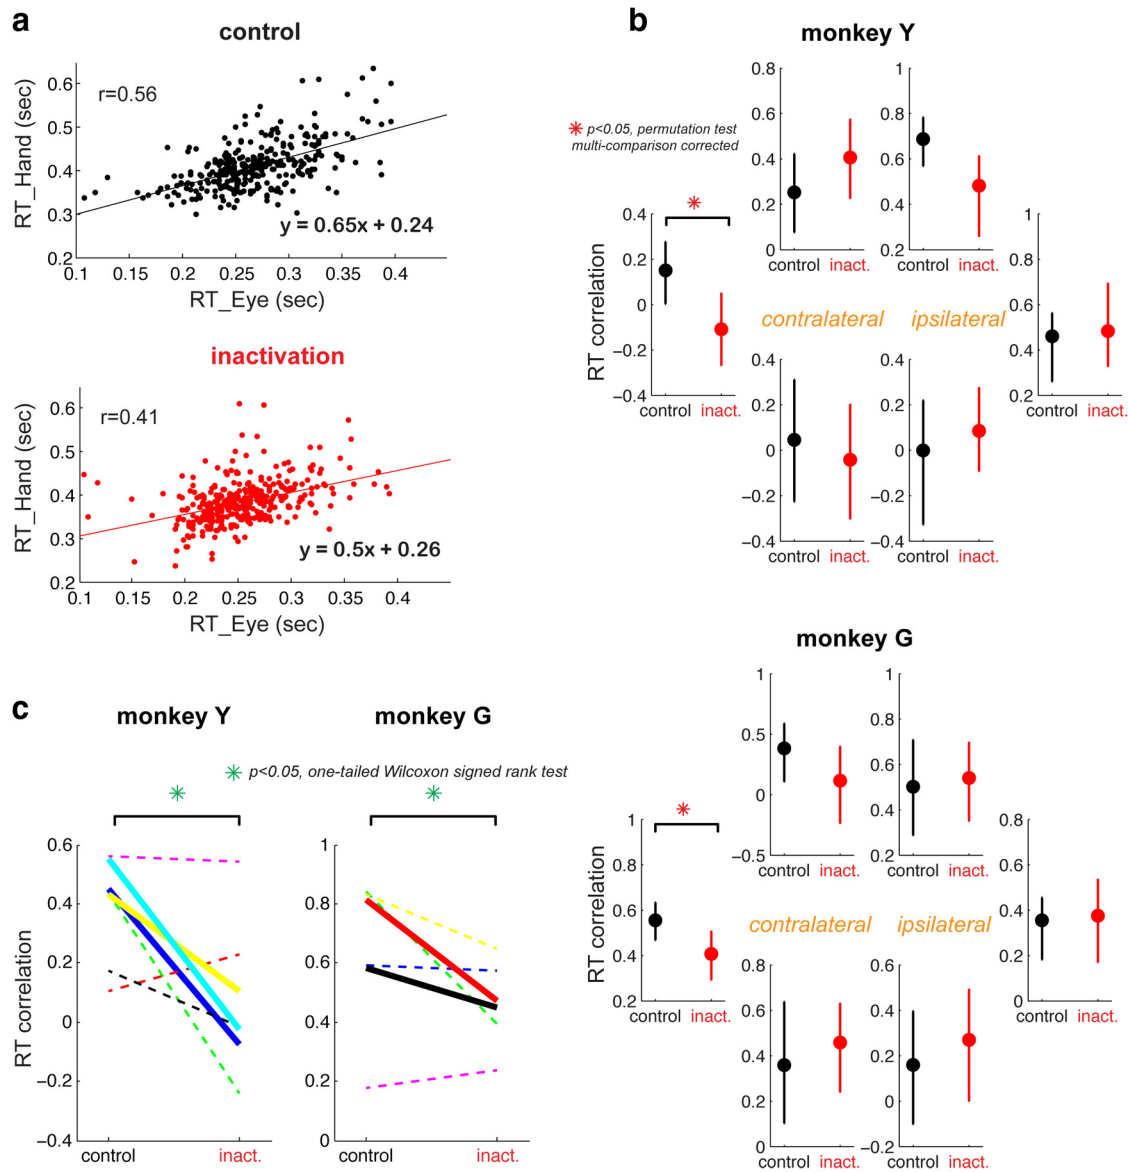 a
control
RT_Hand (sec)
0.6
0.5
0.4
0.3
0.2
r=0.56
y = 0.65x + 0.24
0.1 0.15 0.2 0.25 0.3 0.35 0.4
RT_Eye (sec)
inactivation
RT_Hand (sec)
0.6
0.5
0.4
0.3
0.2
r=0.41
y = 0.5x + 0.26
0.1 0.15 0.2 0.25 0.3 0.35 0.4
RT_Eye (sec)
b
monkey Y
✳ p<0.05, permutation test
multi-comparison corrected
0.8
0.6
0.4
0.2
0
control inact.
1
0.8
0.6
0.4
0.2
control inact.
RT correlation
0.4
0.2
0
−0.2
−0.4
✳
control inact.
contralateral ipsilateral
1
0.8
0.6
0.4
0.2
control inact.
0.4
0.2
0
−0.2
−0.4
control inact.
0.4
0.2
0
−0.2
−0.4
control inact.
monkey G
1
0.5
0
−0.5
control inact.
1
0.8
0.6
0.4
0.2
control inact.
RT correlation
1
0.8
0.6
0.4
0.2
✳
control inact.
contralateral ipsilateral
0.8
0.6
0.4
0.2
0
control inact.
0.8
0.6
0.4
0.2
0
control inact.
0.6
0.4
0.2
0
−0.2
control inact.
c
monkey Y monkey G
✳ p<0.05, one-tailed Wilcoxon signed rank test
✳ ✳
RT correlation
0.6
0.4
0.2
0
−0.2
−0.4
control inact.
1
0.8
0.6
0.4
0.2
0
control inact.